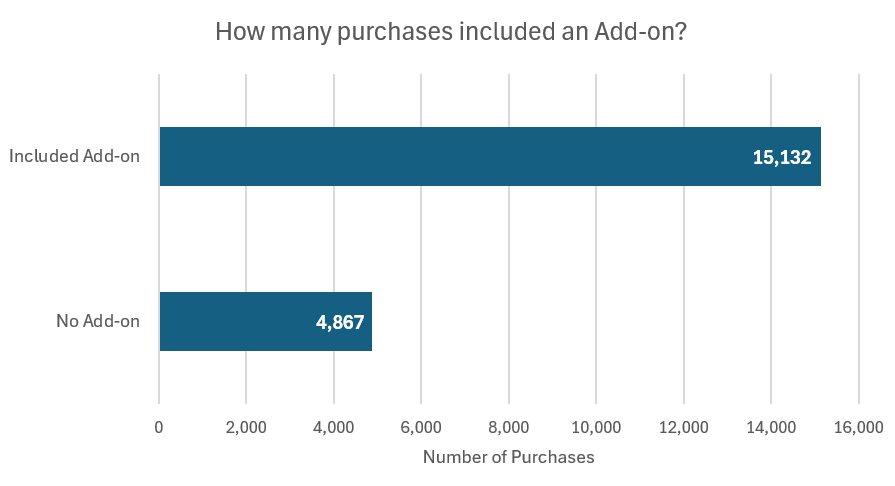 How many purchases included an Add-on?
Included Add-on
15,132
No Add-on
4,867
0 2,000 4,000 6,000 8,000 10,000 12,000 14,000 16,000
Number of Purchases